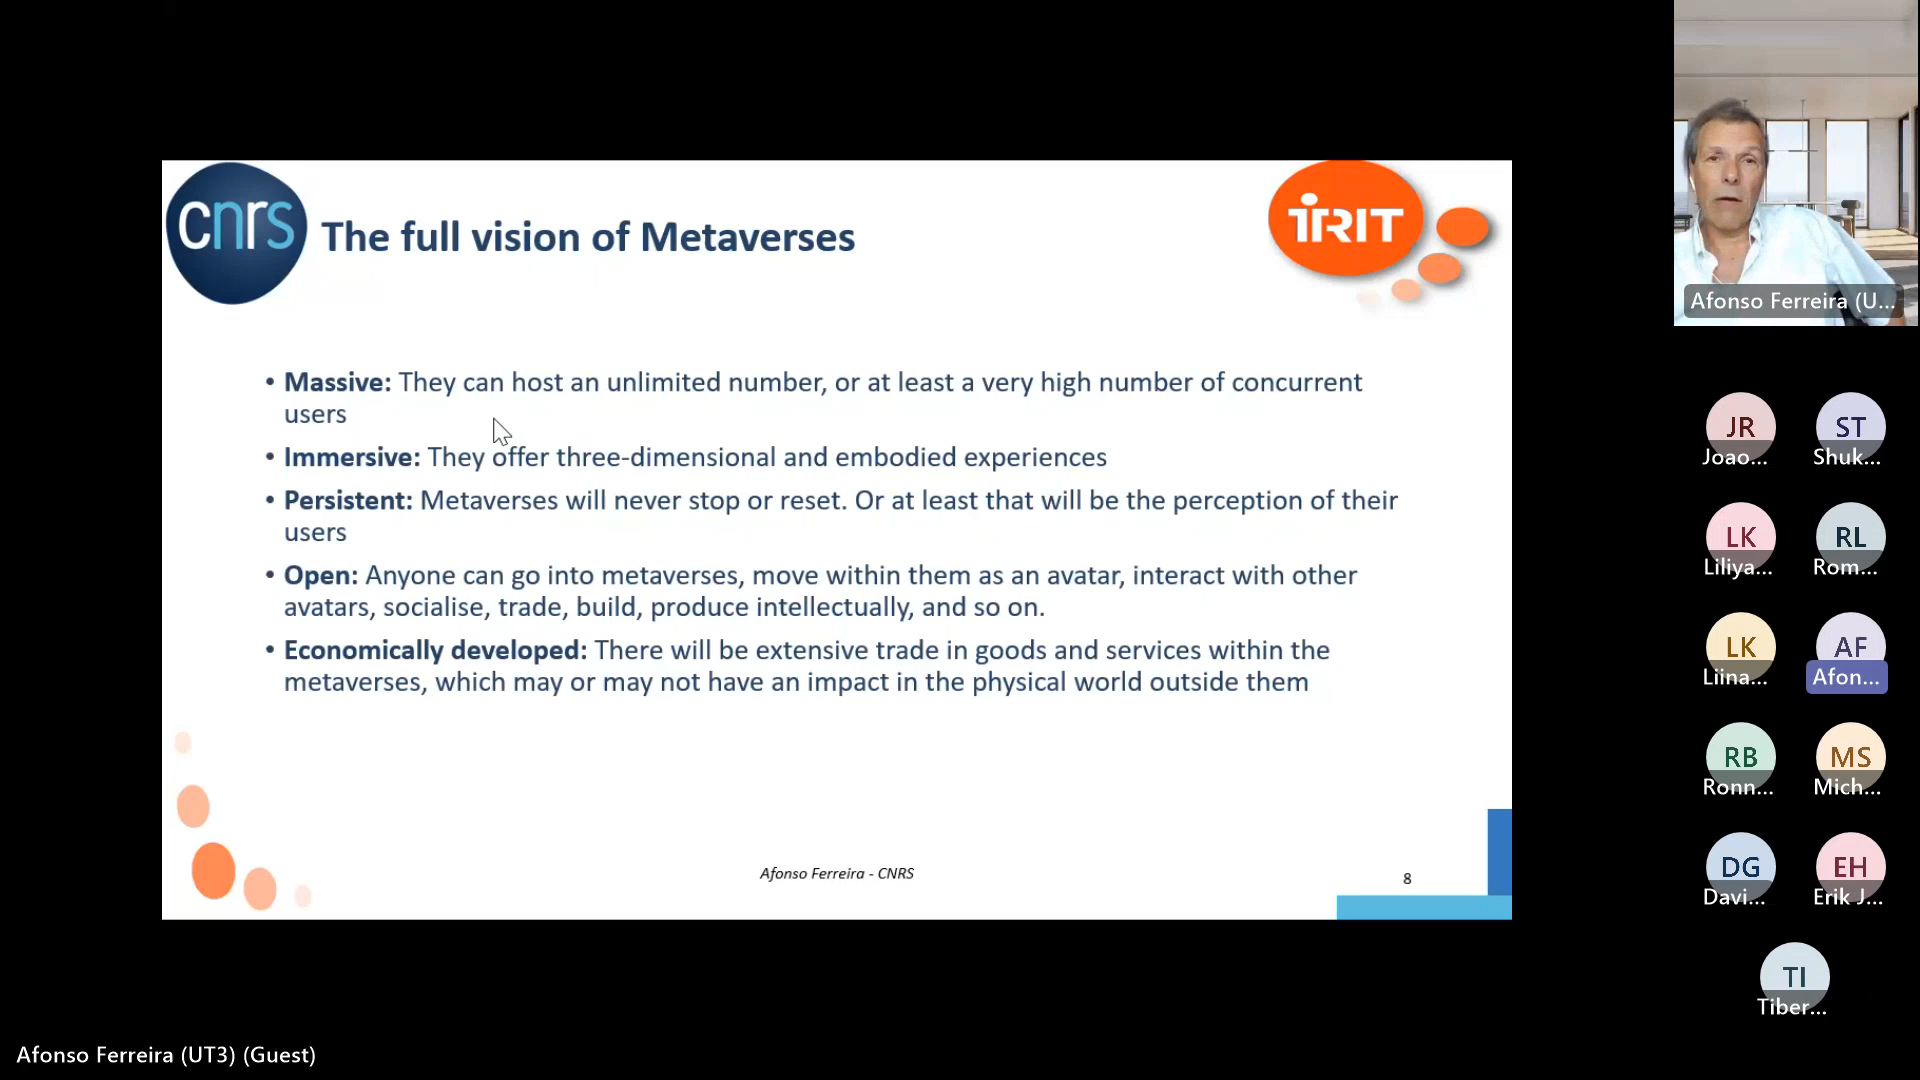 cnrs
The full vision of Metaverses
iRIT
• Massive: They can host an unlimited number, or at least a very high number of concurrent
users
• Immersive: They offer three-dimensional and embodied experiences
• Persistent: Metaverses will never stop or reset. Or at least that will be the perception of their
users
• Open: Anyone can go into metaverses, move within them as an avatar, interact with other
avatars, socialise, trade, build, produce intellectually, and so on.
• Economically developed: There will be extensive trade in goods and services within the
metaverses, which may or may not have an impact in the physical world outside them
Afonso Ferreira - CNRS
8
Afonso Ferreira (U...
JR
Joao...
ST
Shuk...
LK
Liliya...
RL
Rom...
LK
Liina...
AF
Afon...
RB
Ronn...
MS
Mich...
DG
Davi...
EH
Erik J...
TI
Tiber...
Afonso Ferreira (UT3) (Guest)